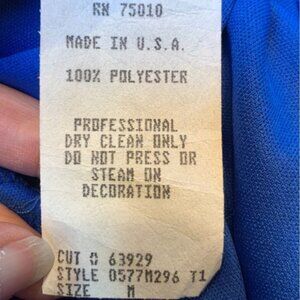 RN 75010
MADE IN U.S.A.
100% POLYESTER
PROFESSIONAL
DRY CLEAN ONLY
DO NOT PRESS OR
STEAM ON
DECORATION
CUT # 63929
STYLE 0577M296 T1
SIZE M